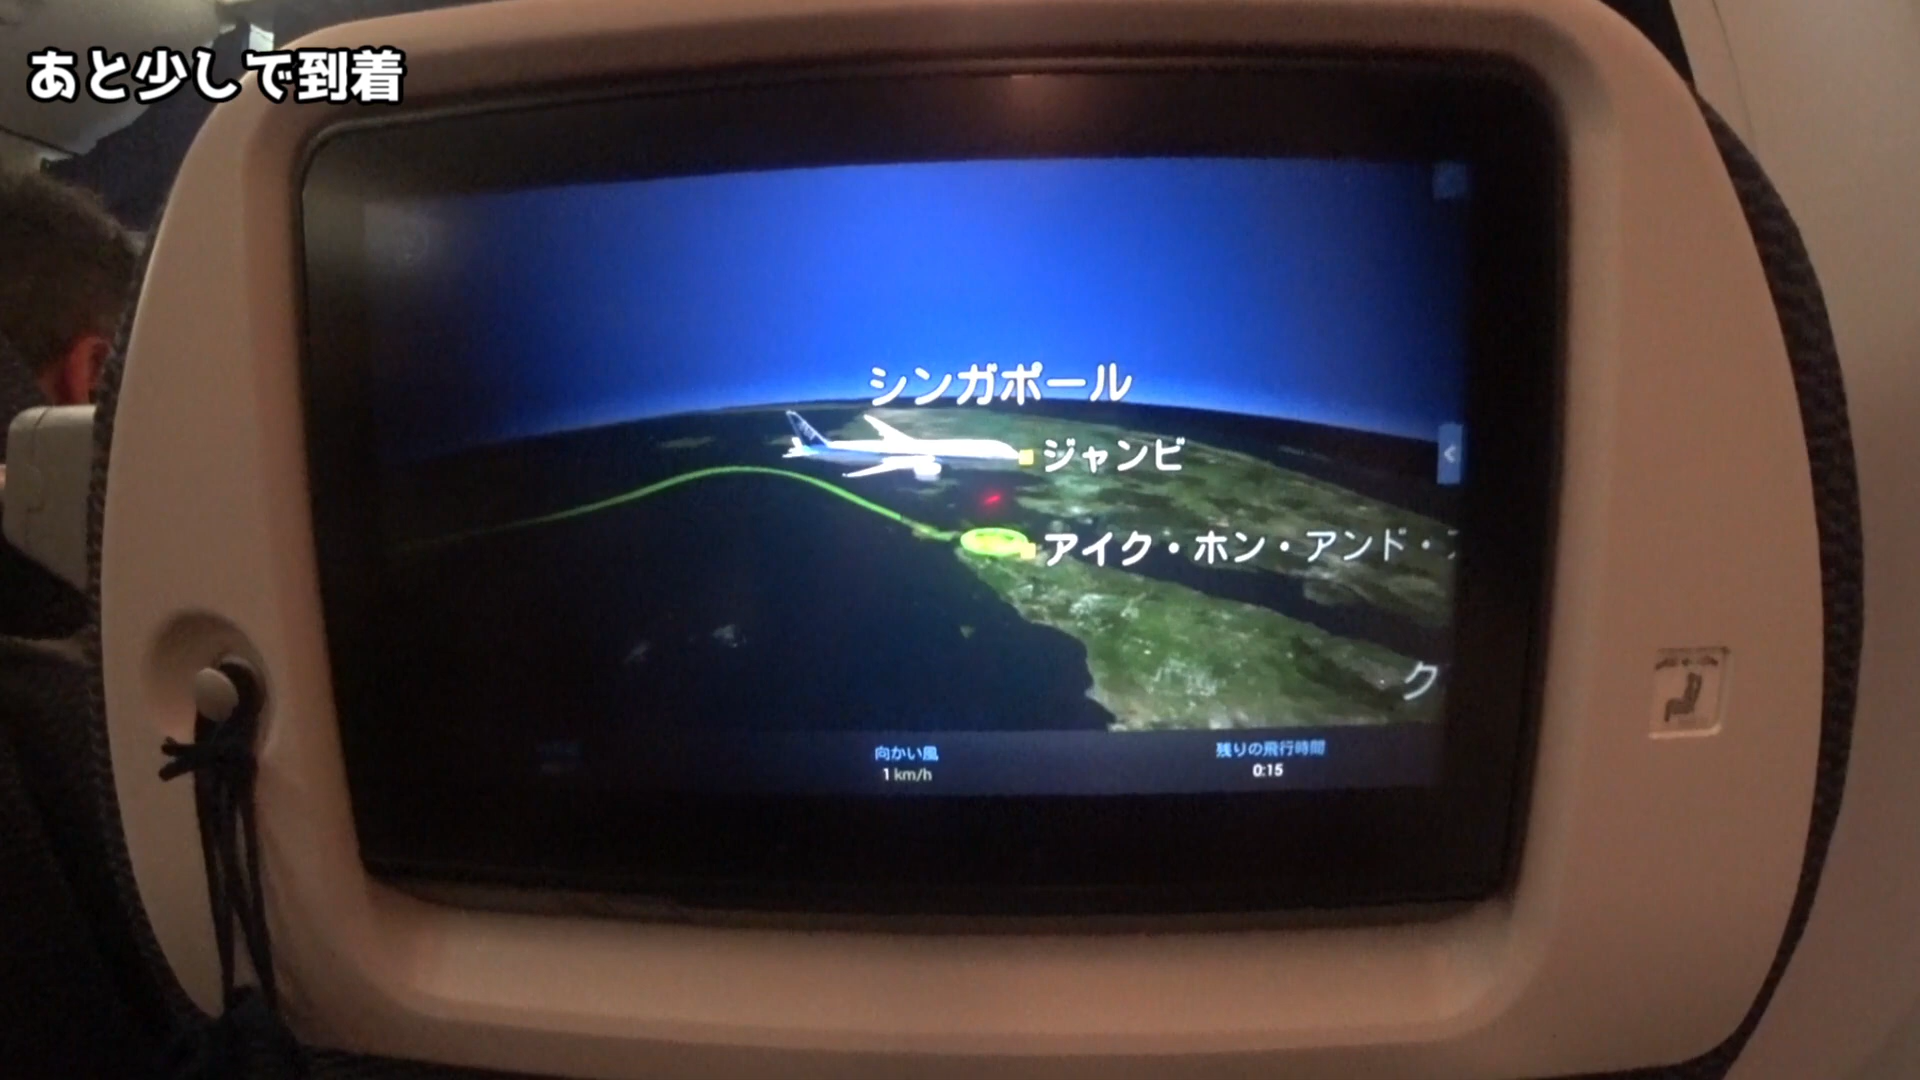 あと少しで到着
シンガポール
ジャンビ
アイク・ホン・アンド・
ク
向かい風
1 km/h
残りの飛行時間
0:15